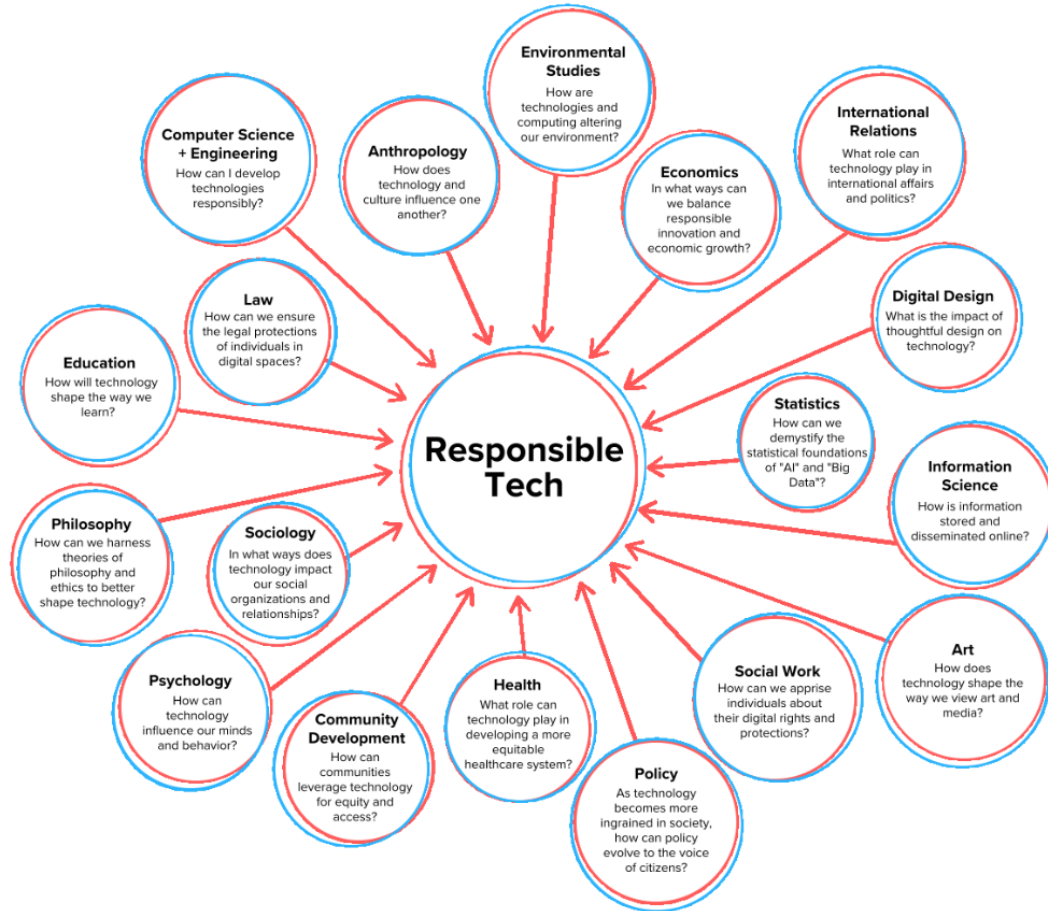 Environmental
Studies
How are
technologies and
computing altering
our environment?
International
Relations
What role can
technology play in
international affairs
and politics?
Computer Science
+ Engineering
How can I develop
technologies
responsibly?
Anthropology
How does
technology and
culture influence one
another?
Economics
In what ways can
we balance
responsible
innovation and
economic growth?
Law
How can we ensure
the legal protections
of individuals in
digital spaces?
Digital Design
What is the impact of
thoughtful design on
technology?
Education
How will technology
shape the way we
learn?
Responsible
Tech
Statistics
How can we
demystify the
statistical foundations
of "AI" and "Big
Data"?
Information
Science
How is information
stored and
disseminated online?
Philosophy
How can we harness
theories of
philosophy and
ethics to better
shape technology?
Sociology
In what ways does
technology impact
our social
organizations and
relationships?
Psychology
How can
technology
influence our minds
and behavior?
Community
Development
How can
communities
leverage technology
for equity and
access?
Health
What role can
technology play in
developing a more
equitable
healthcare system?
Policy
As technology
becomes more
ingrained in society,
how can policy
evolve to the voice
of citizens?
Social Work
How can we apprise
individuals about
their digital rights and
protections?
Art
How does
technology shape the
way we view art and
media?